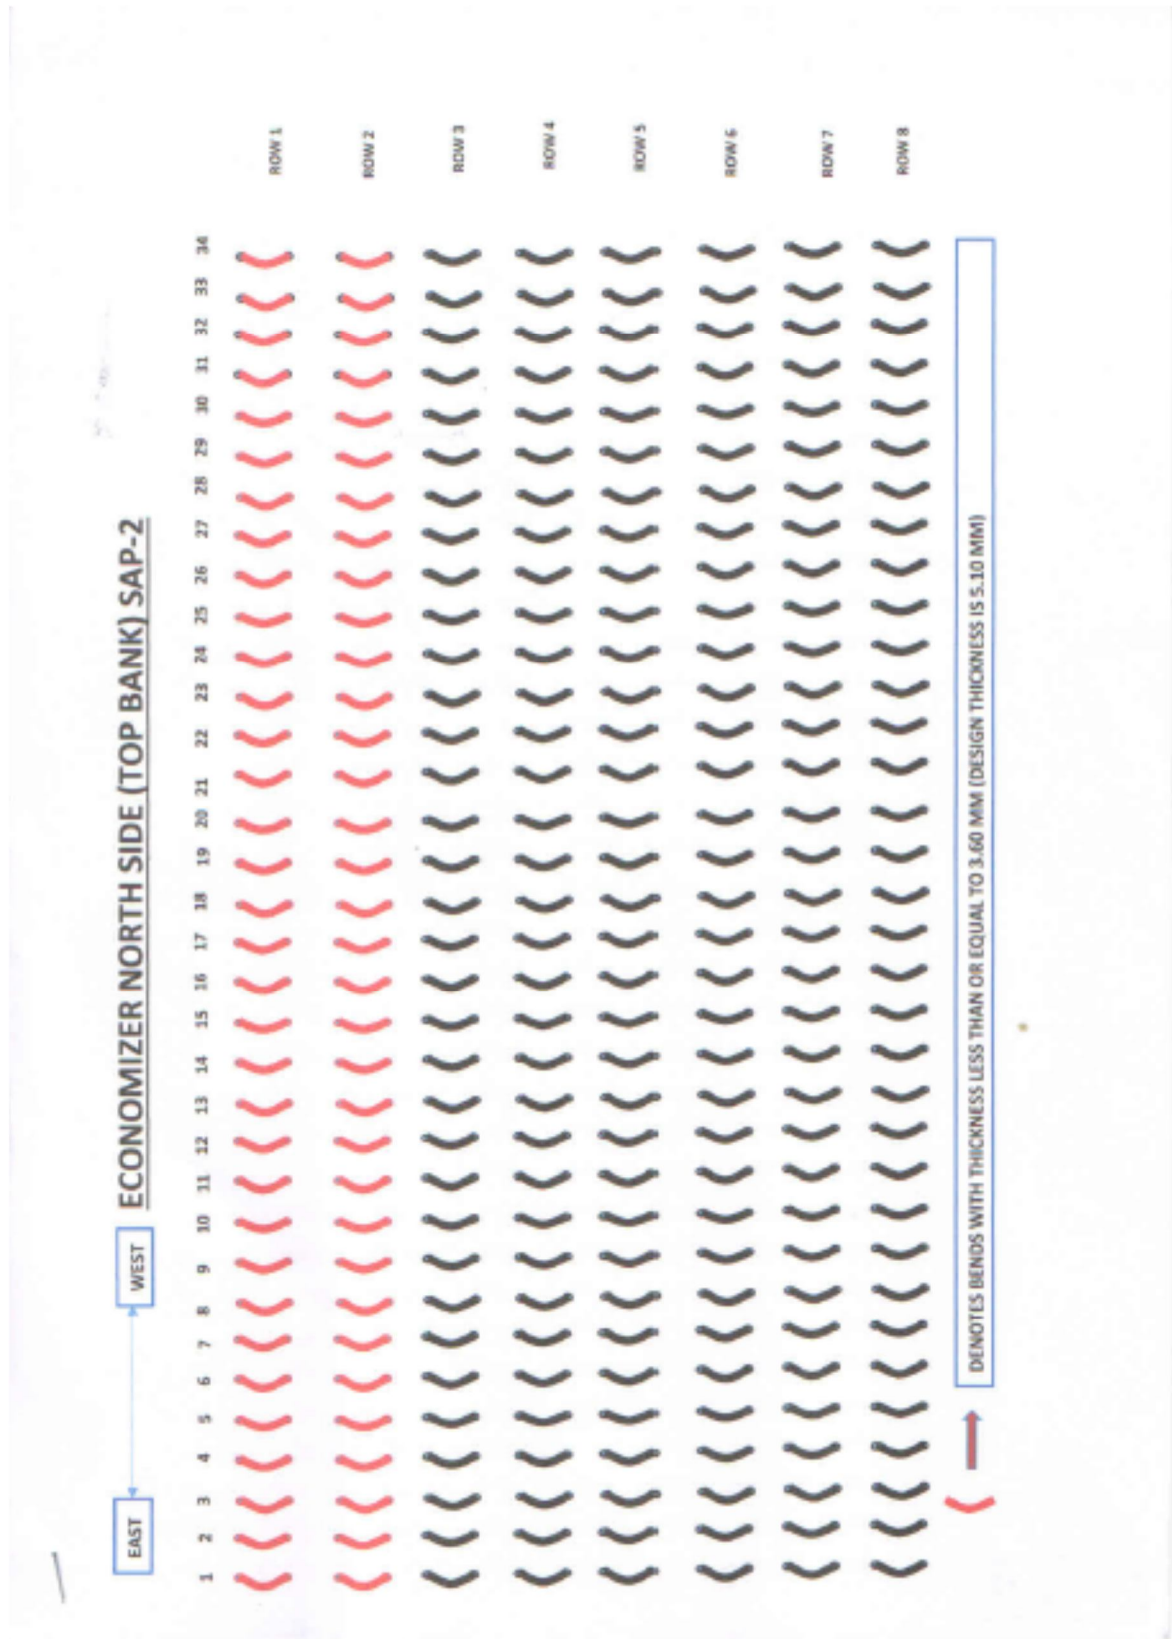 ECONOMIZER NORTH SIDE (TOP BANK) SAP-2
EAST WEST
1 2 3 4 5 6 7 8 9 10 11 12 13 14 15 16 17 18 19 20 21 22 23 24 25 26 27 28 29 30 31 32 33 34
ROW 1
ROW 2
ROW 3
ROW 4
ROW 5
ROW 6
ROW 7
ROW 8
DENOTES BENDS WITH THICKNESS LESS THAN OR EQUAL TO 3.60 MM (DESIGN THICKNESS IS 5.10 MM)